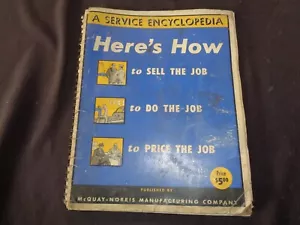 A SERVICE ENCYCLOPEDIA
Here's How
to SELL THE JOB
to DO THE JOB
to PRICE THE JOB
Price
$5.00
PUBLISHED BY
McQUAY-NORRIS MANUFACTURING COMPANY